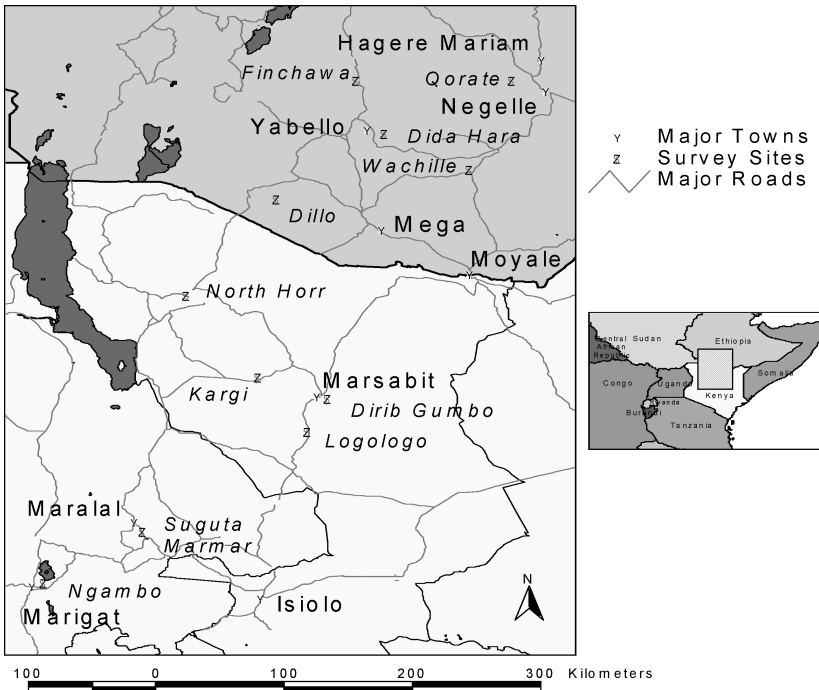 Hagere Mariam
Finchawa
Qorate
Negelle
Yabello
Dida Hara
Wachille
Dillo
Mega
Moyale
North Horr
Kargi
Marsabit
Dirib Gumbo
Logologo
Maralal
Suguta
Marmar
Ngambo
Marigat
Isiolo
N
Major Towns
Survey Sites
Major Roads
Central Sudan
African
Republic
Ethiopia
Somalia
Congo
Uganda
Kenya
Rwanda
Burundi
Tanzania
100 0 100 200 300 Kilometers